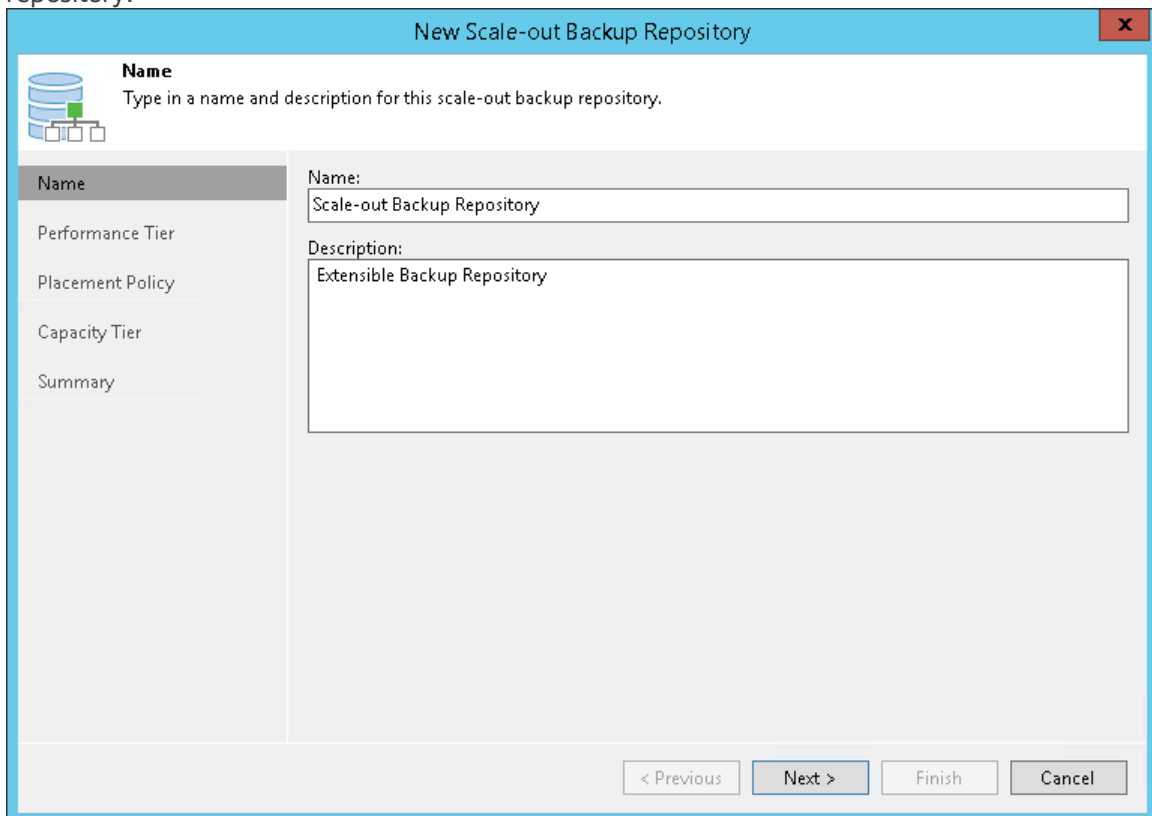 repository.
New Scale-out Backup Repository
x
Name
Type in a name and description for this scale-out backup repository.
Name
Performance Tier
Placement Policy
Capacity Tier
Summary
Name:
Scale-out Backup Repository
Description:
Extensible Backup Repository
< Previous
Next >
Finish
Cancel